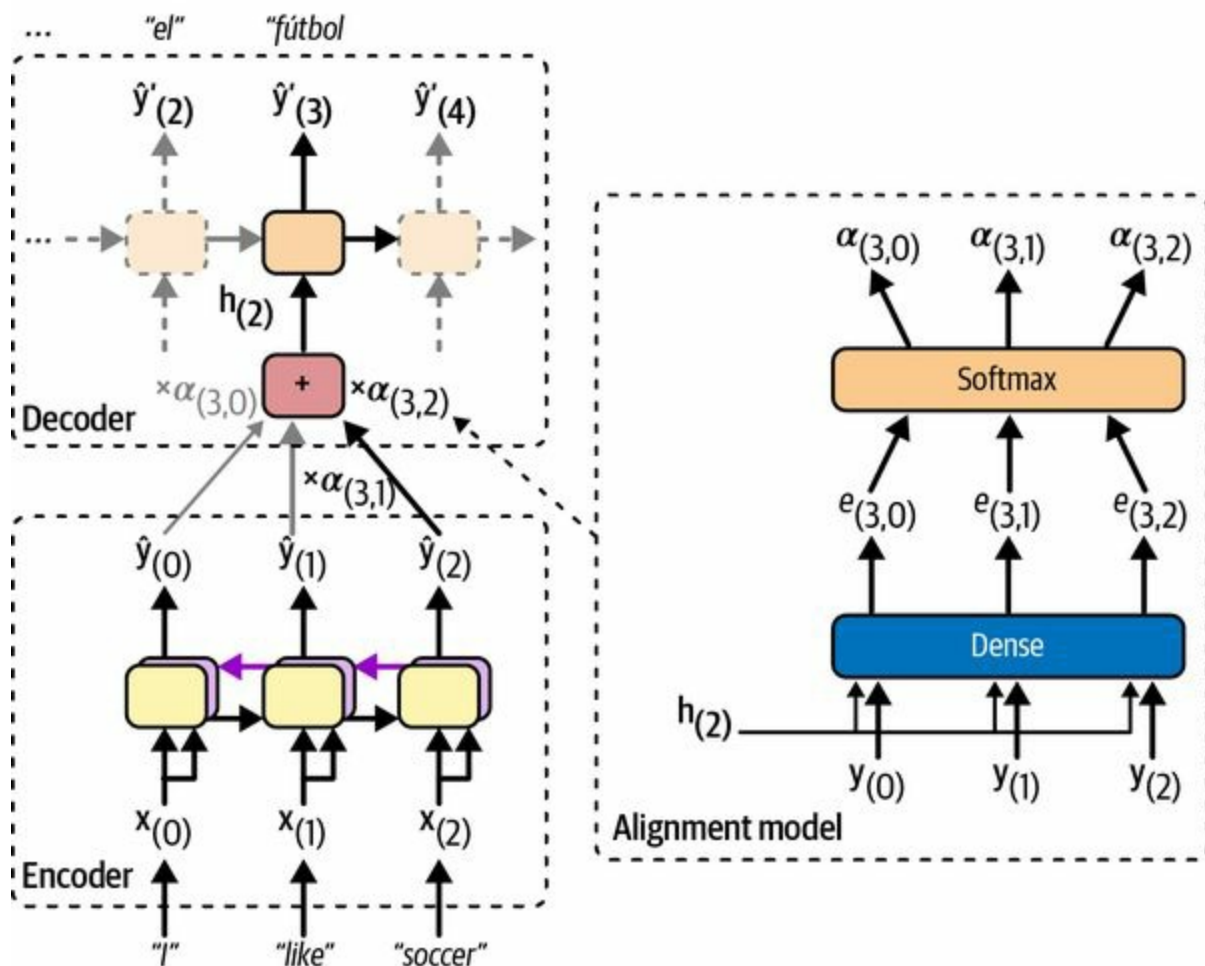 ... "el" "fútbol
ŷ'(2) ŷ'(3) ŷ'(4)
...
h(2)
+
×α(3,0) ×α(3,2)
Decoder
×α(3,1)
ŷ(0) ŷ(1) ŷ(2)
x(0) x(1) x(2)
Encoder
"I" "like" "soccer"
α(3,0) α(3,1) α(3,2)
Softmax
e(3,0) e(3,1) e(3,2)
Dense
h(2)
y(0) y(1) y(2)
Alignment model